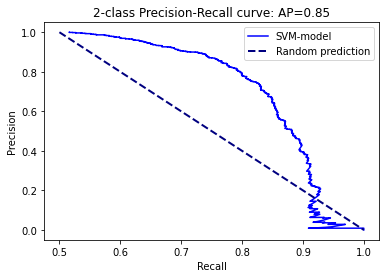 2-class Precision-Recall curve: AP=0.85
SVM-model
Random prediction
Precision
1.0
0.8
0.6
0.4
0.2
0.0
0.5 0.6 0.7 0.8 0.9 1.0
Recall